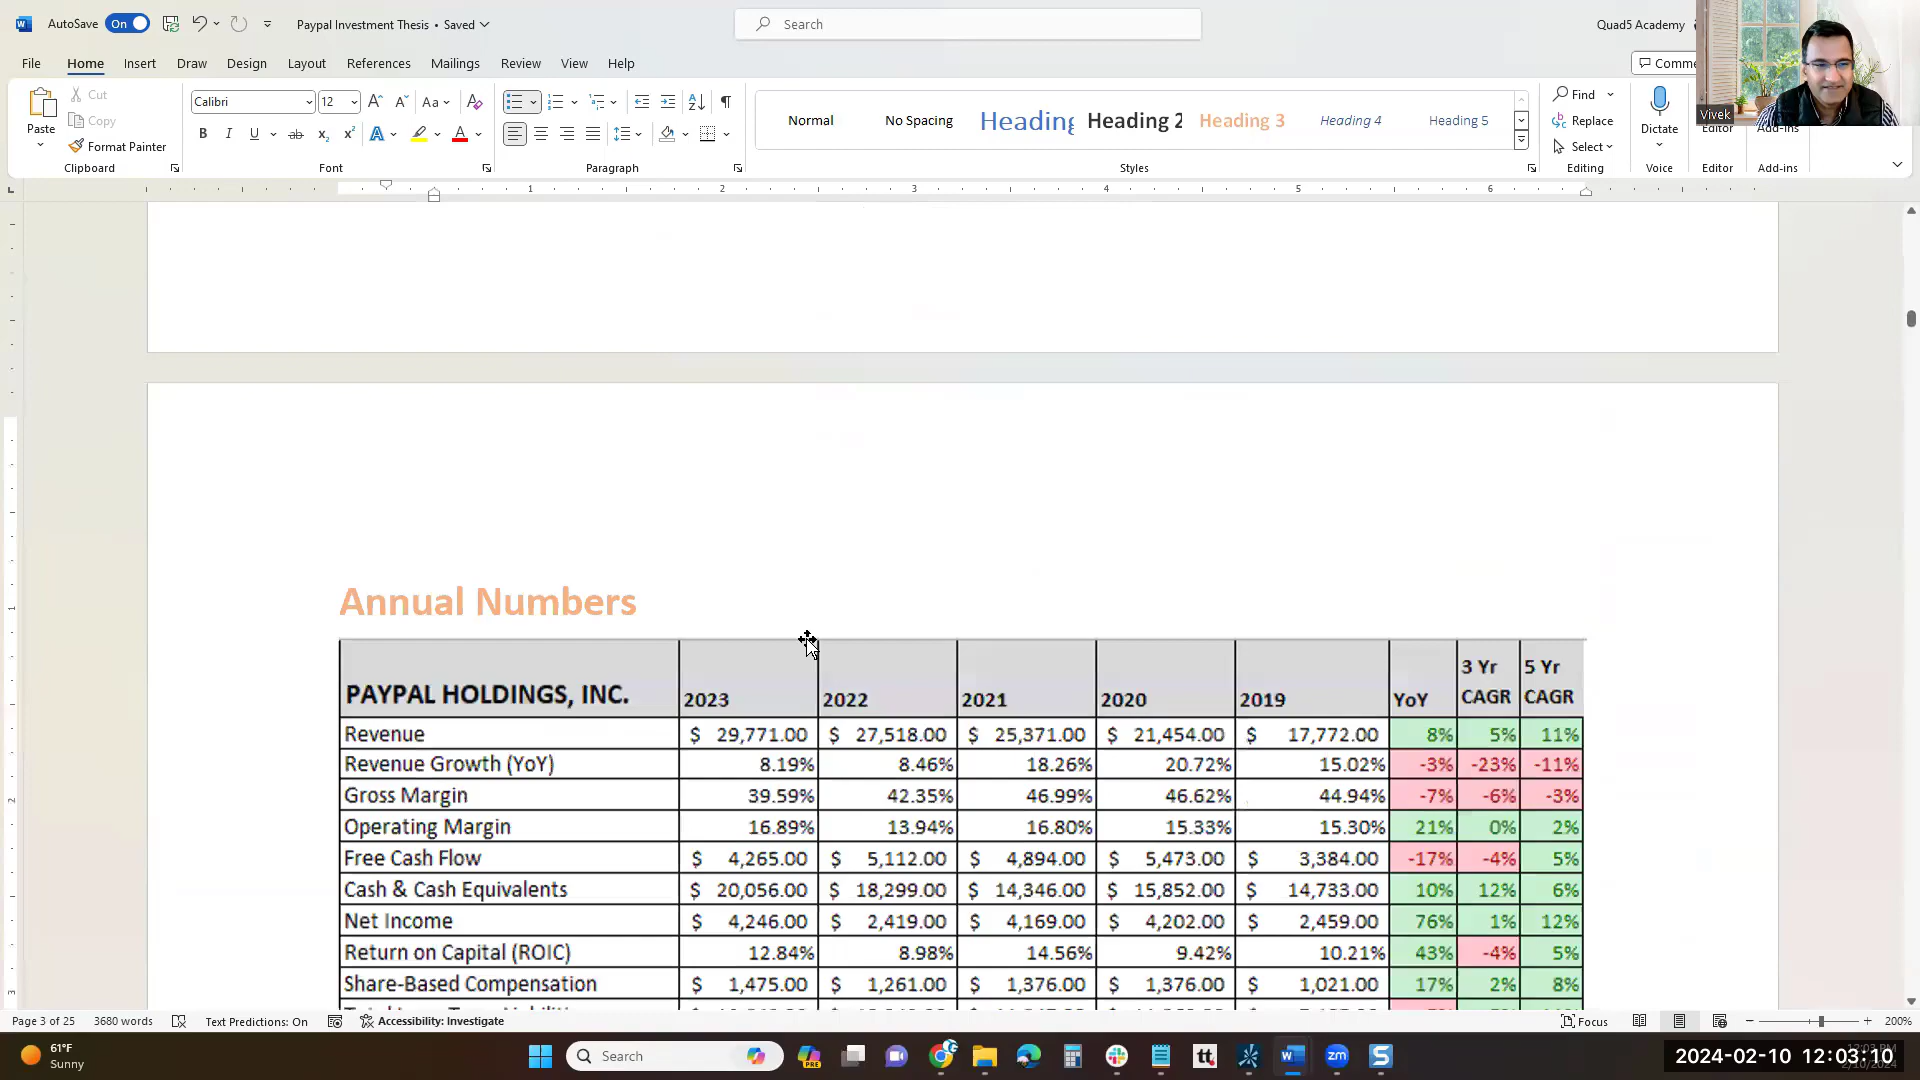 AutoSave On Paypal Investment Thesis • Saved Search Quad5 Academy
File Home Insert Draw Design Layout References Mailings Review View Help Comme
Paste Cut Copy Format Painter Clipboard
Calibri 12 Font
Paragraph
Normal No Spacing Heading Heading 2 Heading 3 Heading 4 Heading 5 Styles
Find Replace Select Editing
Dictate Voice
Editor Editor
Add-ins Add-ins
Vivek
1 2 3 4 5 6
Annual Numbers
PAYPAL HOLDINGS, INC. 2023 2022 2021 2020 2019 YoY 3 Yr CAGR 5 Yr CAGR
Revenue $ 29,771.00 $ 27,518.00 $ 25,371.00 $ 21,454.00 $ 17,772.00 8% 5% 11%
Revenue Growth (YoY) 8.19% 8.46% 18.26% 20.72% 15.02% -3% -23% -11%
Gross Margin 39.59% 42.35% 46.99% 46.62% 44.94% -7% -6% -3%
Operating Margin 16.89% 13.94% 16.80% 15.33% 15.30% 21% 0% 2%
Free Cash Flow $ 4,265.00 $ 5,112.00 $ 4,894.00 $ 5,473.00 $ 3,384.00 -17% -4% 5%
Cash & Cash Equivalents $ 20,056.00 $ 18,299.00 $ 14,346.00 $ 15,852.00 $ 14,733.00 10% 12% 6%
Net Income $ 4,246.00 $ 2,419.00 $ 4,169.00 $ 4,202.00 $ 2,459.00 76% 1% 12%
Return on Capital (ROIC) 12.84% 8.98% 14.56% 9.42% 10.21% 43% -4% 5%
Share-Based Compensation $ 1,475.00 $ 1,261.00 $ 1,376.00 $ 1,376.00 $ 1,021.00 17% 2% 8%
Page 3 of 25 3680 words Text Predictions: On Accessibility: Investigate Focus 200%
61°F
Sunny
Search
2024-02-10 12:03:10